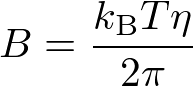 B = \frac{k_{\mathrm{B}} T \eta}{2\pi}